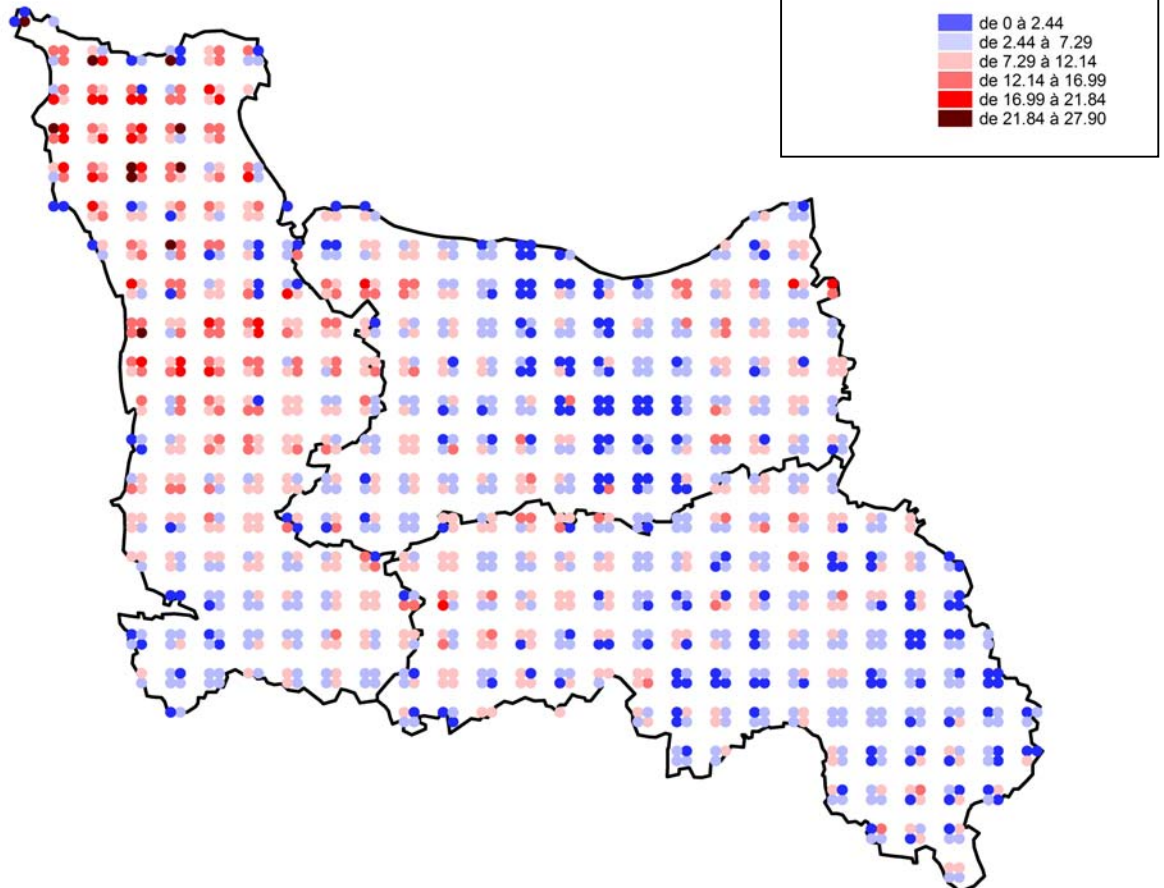 de 0 à 2.44
de 2.44 à 7.29
de 7.29 à 12.14
de 12.14 à 16.99
de 16.99 à 21.84
de 21.84 à 27.90